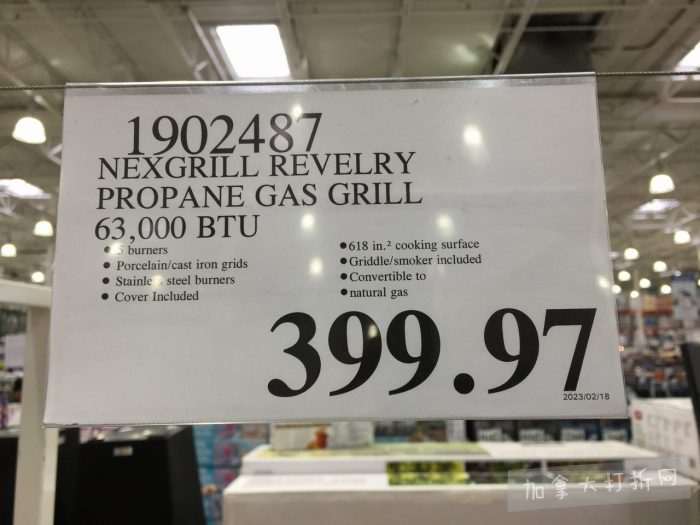 1902487
NEXGRILL REVELRY
PROPANE GAS GRILL
63,000 BTU
• burners
• Porcelain/cast iron grids
• Stainless steel burners
• Cover Included
•618 in.² cooking surface
•Griddle/smoker included
•Convertible to
•natural gas
399.97
2023/02/18
加拿大打折网